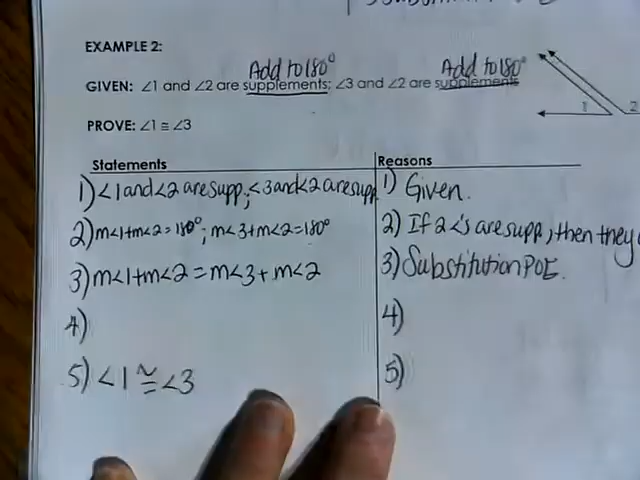 EXAMPLE 2:
Add to 180° Add to 180°
GIVEN: ∠1 and ∠2 are supplements; ∠3 and ∠2 are supplements
PROVE: ∠1 ≅ ∠3
1 2
Statements Reasons
1) <1 and <2 are supp; <3 and <2 are supp 1) Given.
2) m<1+m<2=180°; m<3+m<2=180° 2) If 2 <'s are supp, then they
3) m<1+m<2=m<3+m<2 3) Substitution POE.
4) 4)
5) <1 ≅ <3 5)